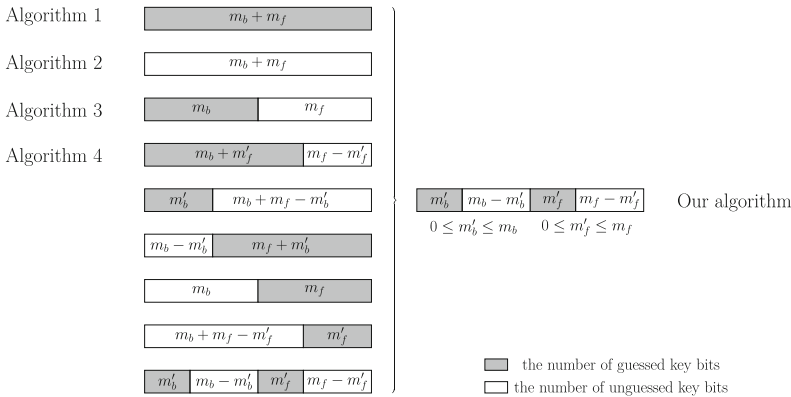 Algorithm 1 m_b + m_f
Algorithm 2 m_b + m_f
Algorithm 3 m_b m_f
Algorithm 4 m_b + m'_f m_f − m'_f
m'_b m_b + m_f − m'_b
m'_b m_b − m'_b m'_f m_f − m'_f Our algorithm
0 ≤ m'_b ≤ m_b 0 ≤ m'_f ≤ m_f
m_b − m'_b m_f + m'_b
m_b m_f
m_b + m_f − m'_f m'_f
m'_b m_b − m'_b m'_f m_f − m'_f
the number of guessed key bits
the number of unguessed key bits